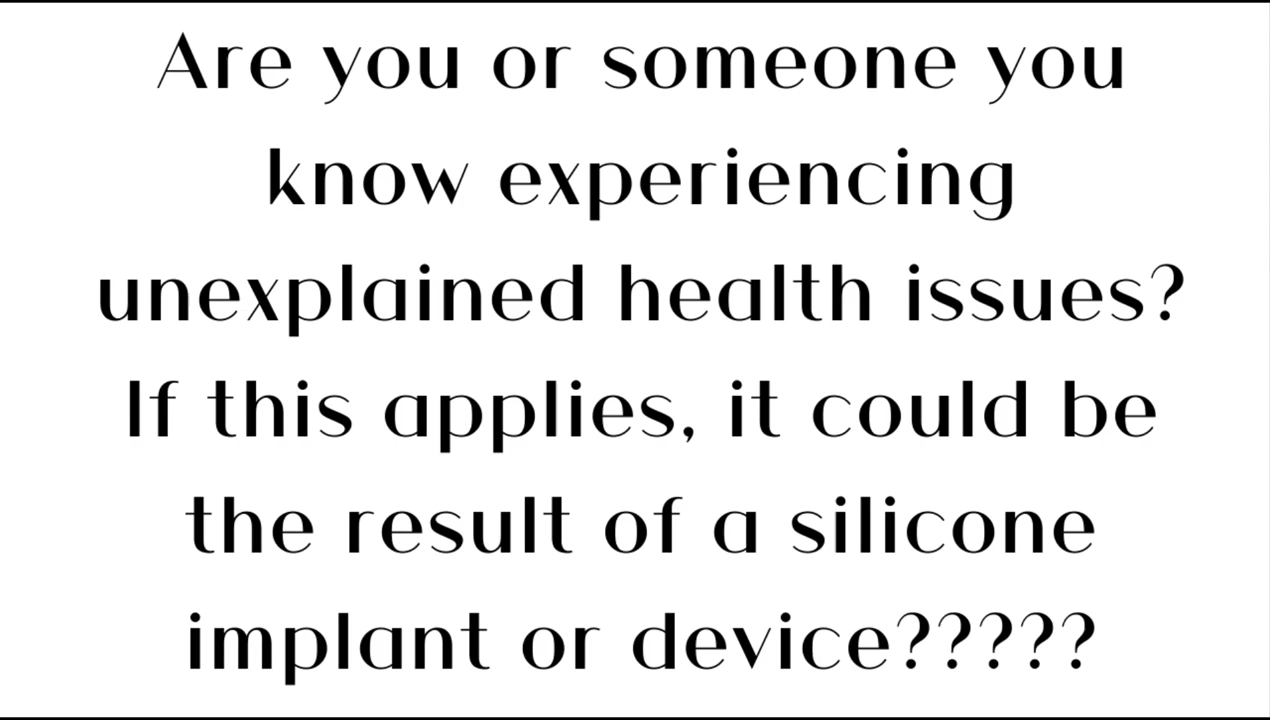 Are you or someone you
know experiencing
unexplained health issues?
If this applies, it could be
the result of a silicone
implant or device?????